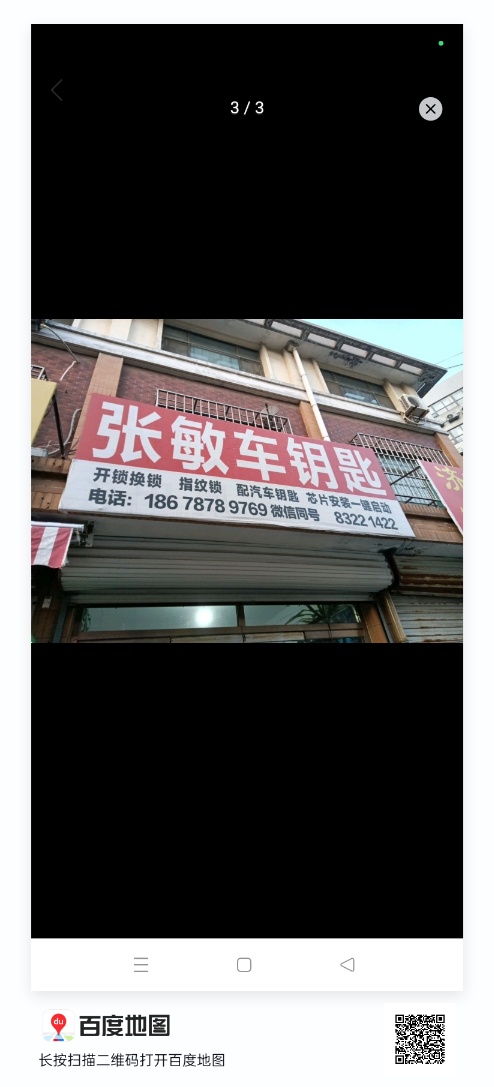 3 / 3
张敏车钥匙
开锁换锁 指纹锁 配汽车钥匙 芯片安装一键启动
电话：186 7878 9769 微信同号 8322 1422
济
du 百度地图
长按扫描二维码打开百度地图